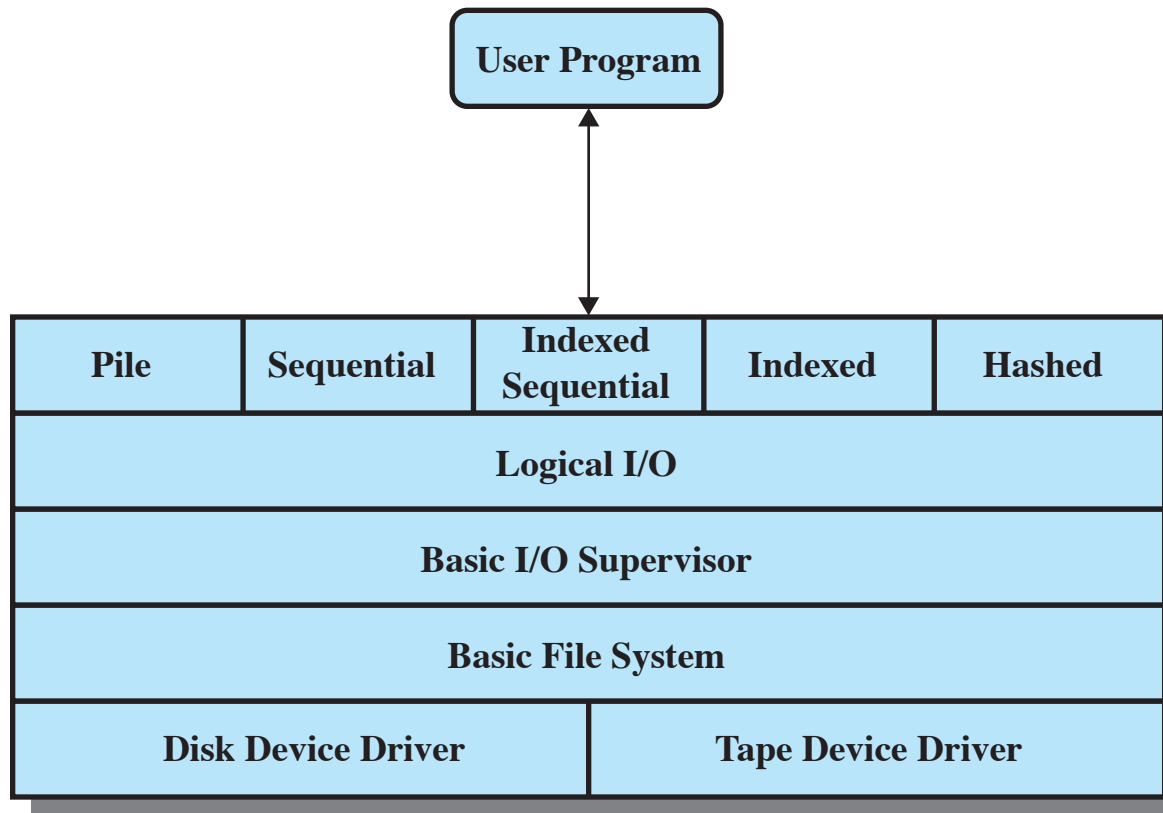 User Program
Pile
Sequential
Indexed
Sequential
Indexed
Hashed
Logical I/O
Basic I/O Supervisor
Basic File System
Disk Device Driver
Tape Device Driver